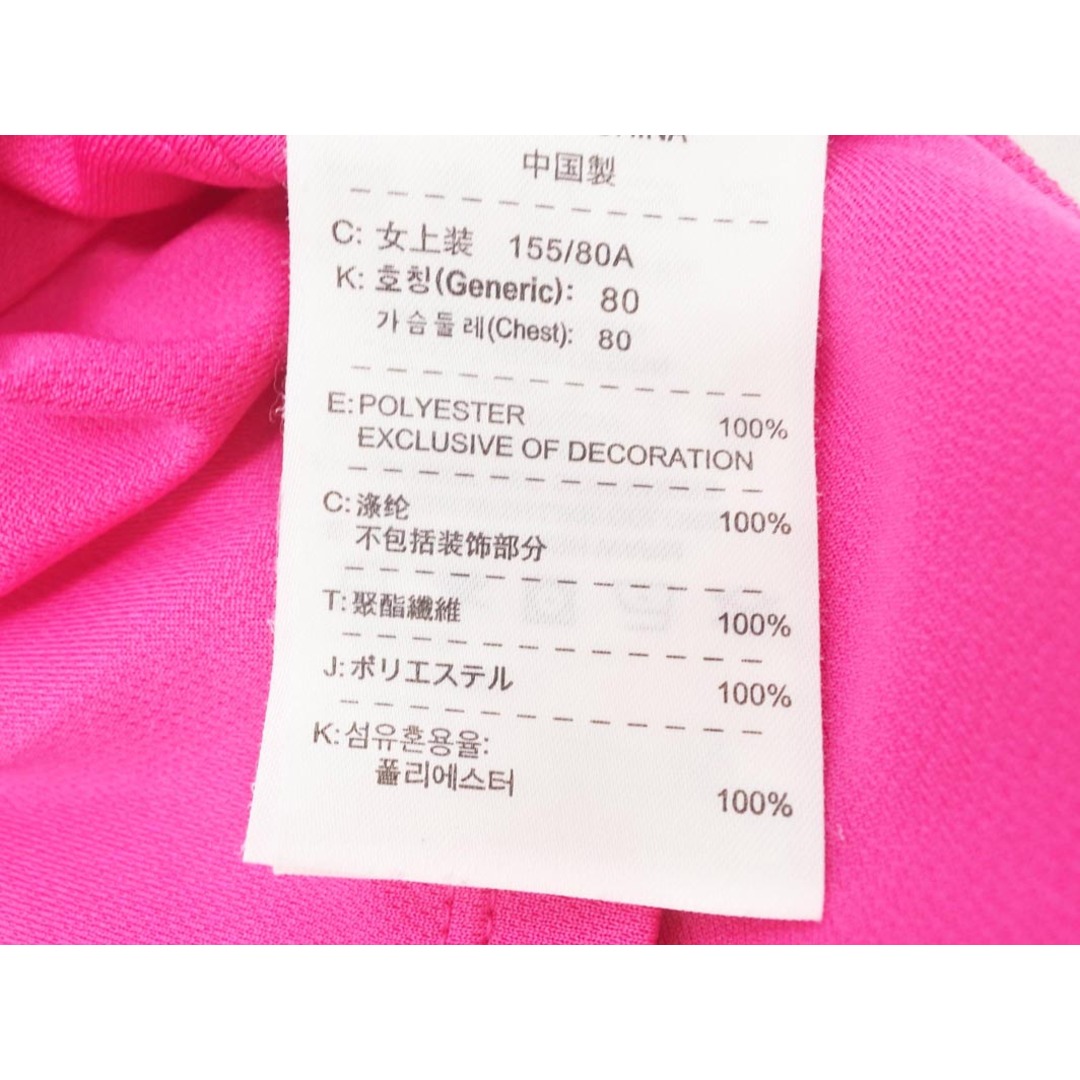 CHINA
中国製
C: 女上装 155/80A
K: 호칭(Generic): 80
가슴둘레(Chest): 80
E: POLYESTER 100%
EXCLUSIVE OF DECORATION
C: 涤纶 100%
不包括装饰部分
T: 聚酯纖維 100%
J: ポリエステル 100%
K: 섬유혼용율:
폴리에스터 100%